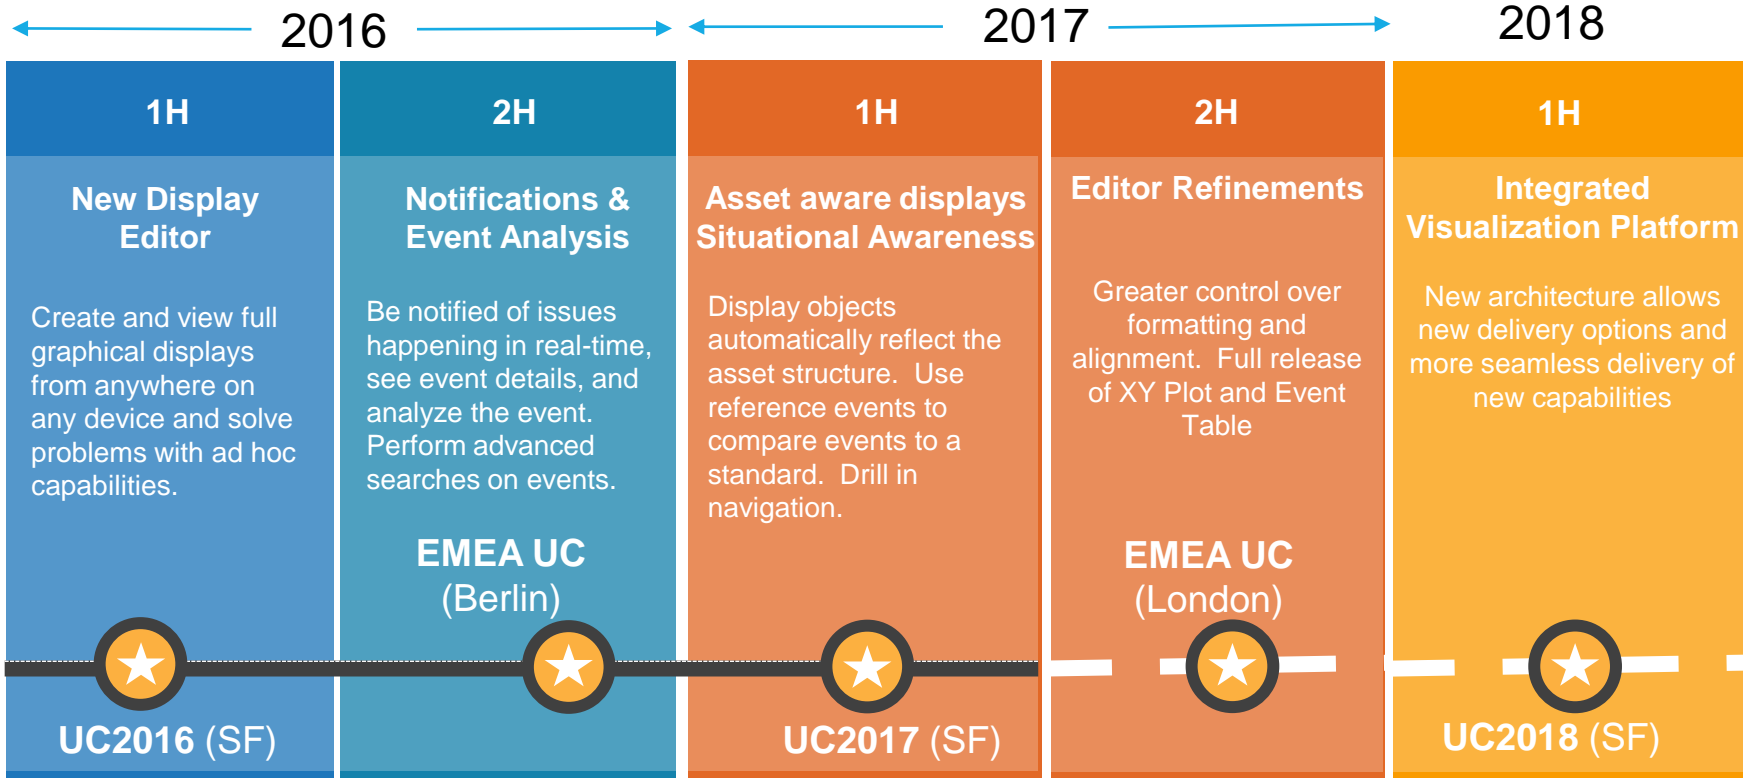 2016
2017
2018
1H
New Display
Editor
Create and view full
graphical displays
from anywhere on
any device and solve
problems with ad hoc
capabilities.
UC2016 (SF)
2H
Notifications &
Event Analysis
Be notified of issues
happening in real-time,
see event details, and
analyze the event.
Perform advanced
searches on events.
EMEA UC
(Berlin)
1H
Asset aware displays
Situational Awareness
Display objects
automatically reflect the
asset structure.  Use
reference events to
compare events to a
standard.  Drill in
navigation.
UC2017 (SF)
2H
Editor Refinements
Greater control over
formatting and
alignment.  Full release
of XY Plot and Event
Table
EMEA UC
(London)
1H
Integrated
Visualization Platform
New architecture allows
new delivery options and
more seamless delivery of
new capabilities
UC2018 (SF)